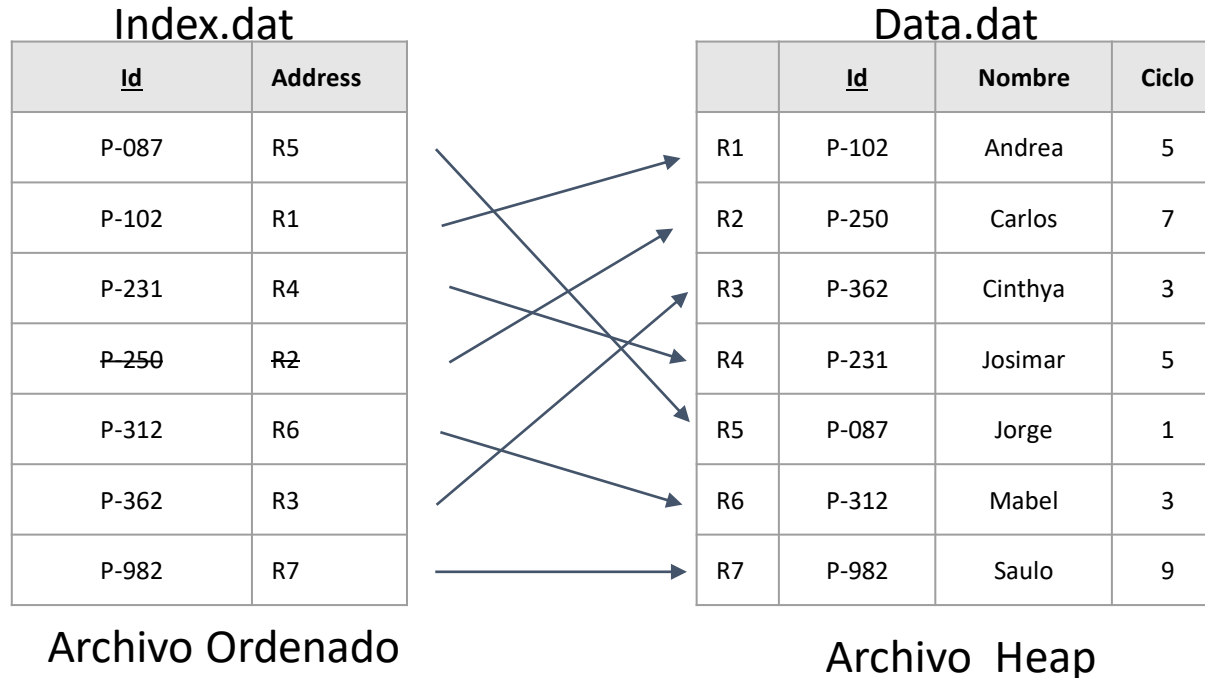 Index.dat
Id Address
P-087 R5
P-102 R1
P-231 R4
P-250 R2
P-312 R6
P-362 R3
P-982 R7
Archivo Ordenado
Data.dat
Id Nombre Ciclo
R1 P-102 Andrea 5
R2 P-250 Carlos 7
R3 P-362 Cinthya 3
R4 P-231 Josimar 5
R5 P-087 Jorge 1
R6 P-312 Mabel 3
R7 P-982 Saulo 9
Archivo Heap